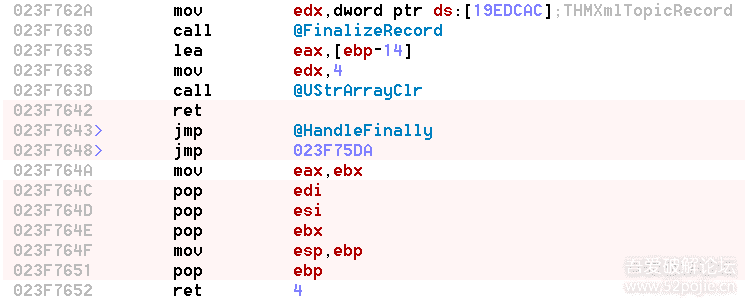 023F762A mov edx,dword ptr ds:[19EDCAC];THMXmlTopicRecord
023F7630 call @FinalizeRecord
023F7635 lea eax,[ebp-14]
023F7638 mov edx,4
023F763D call @UStrArrayClr
023F7642 ret
023F7643> jmp @HandleFinally
023F7648> jmp 023F75DA
023F764A mov eax,ebx
023F764C pop edi
023F764D pop esi
023F764E pop ebx
023F764F mov esp,ebp
023F7651 pop ebp
023F7652 ret 4
吾爱破解论坛
www.52pojie.cn